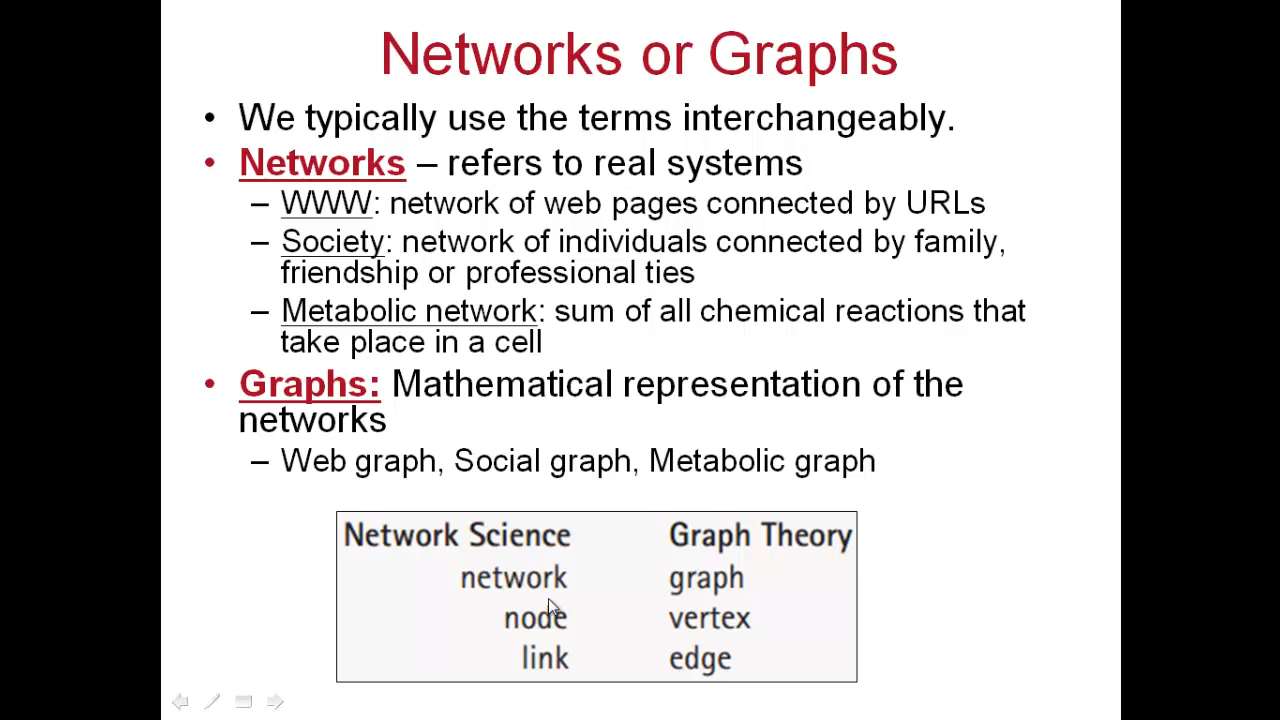 Networks or Graphs
• We typically use the terms interchangeably.
• Networks – refers to real systems
– WWW: network of web pages connected by URLs
– Society: network of individuals connected by family,
friendship or professional ties
– Metabolic network: sum of all chemical reactions that
take place in a cell
• Graphs: Mathematical representation of the
networks
– Web graph, Social graph, Metabolic graph
Network Science Graph Theory
network graph
node vertex
link edge